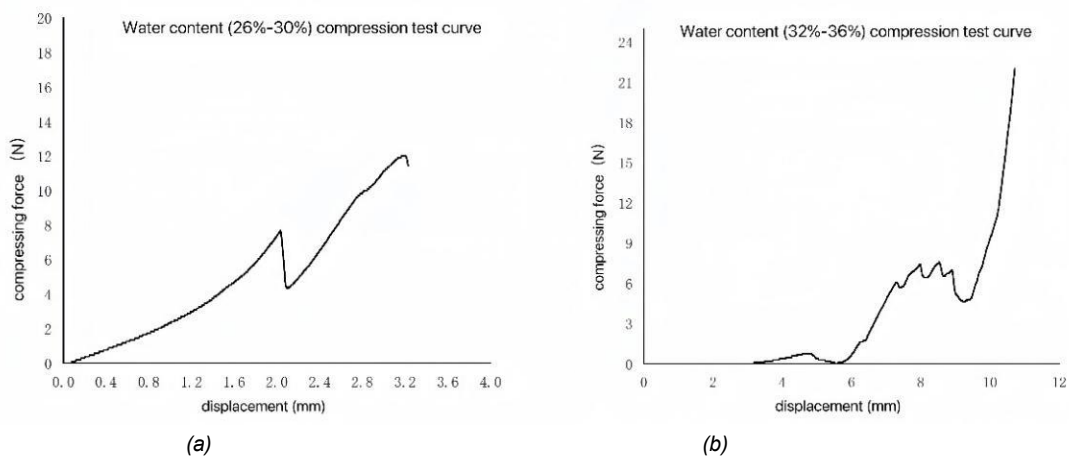 Water content (26%-30%) compression test curve
20
18
16
14
12
10
8
6
4
2
0
compressing force (N)
0.0 0.4 0.8 1.2 1.6 2.0 2.4 2.8 3.2 3.6 4.0
displacement (mm)
(a)
Water content (32%-36%) compression test curve
24
21
18
15
12
9
6
3
0
compressing force (N)
0 2 4 6 8 10 12
displacement (mm)
(b)